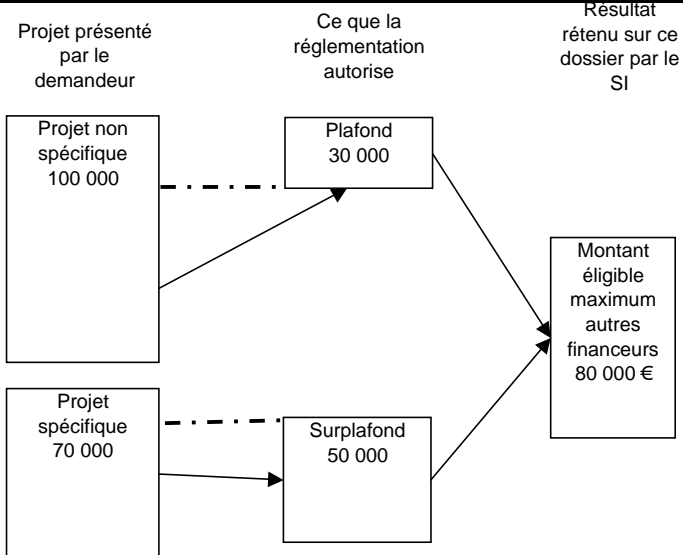 Projet présenté
par le
demandeur
Ce que la
réglementation
autorise
Résultat
rétenu sur ce
dossier par le
SI
Projet non
spécifique
100 000
Plafond
30 000
Montant
éligible
maximum
autres
financeurs
80 000 €
Projet
spécifique
70 000
Surplafond
50 000